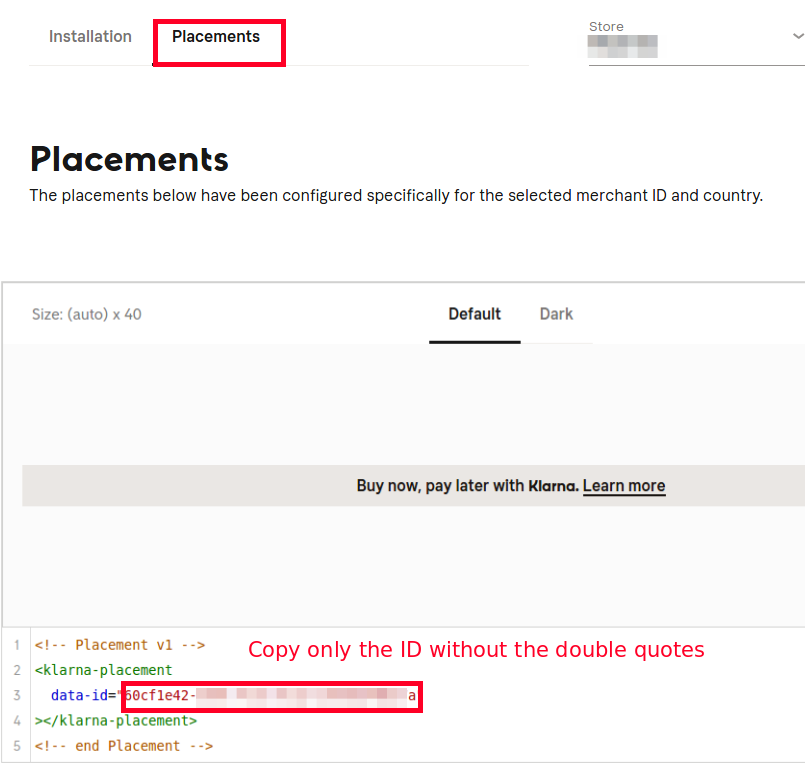 Installation Placements Store
Placements
The placements below have been configured specifically for the selected merchant ID and country.
Size: (auto) x 40 Default Dark
Buy now, pay later with Klarna. Learn more
Copy only the ID without the double quotes
1 <!-- Placement v1 -->
2 <klarna-placement
3 data-id="60cf1e42- a
4 ></klarna-placement>
5 <!-- end Placement -->